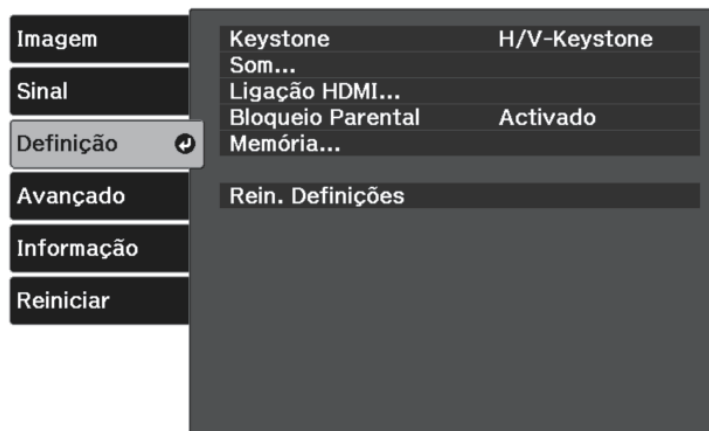 Imagem
Sinal
Definição
Avançado
Informação
Reiniciar
Keystone H/V-Keystone
Som...
Ligação HDMI...
Bloqueio Parental Activado
Memória...
Rein. Definições